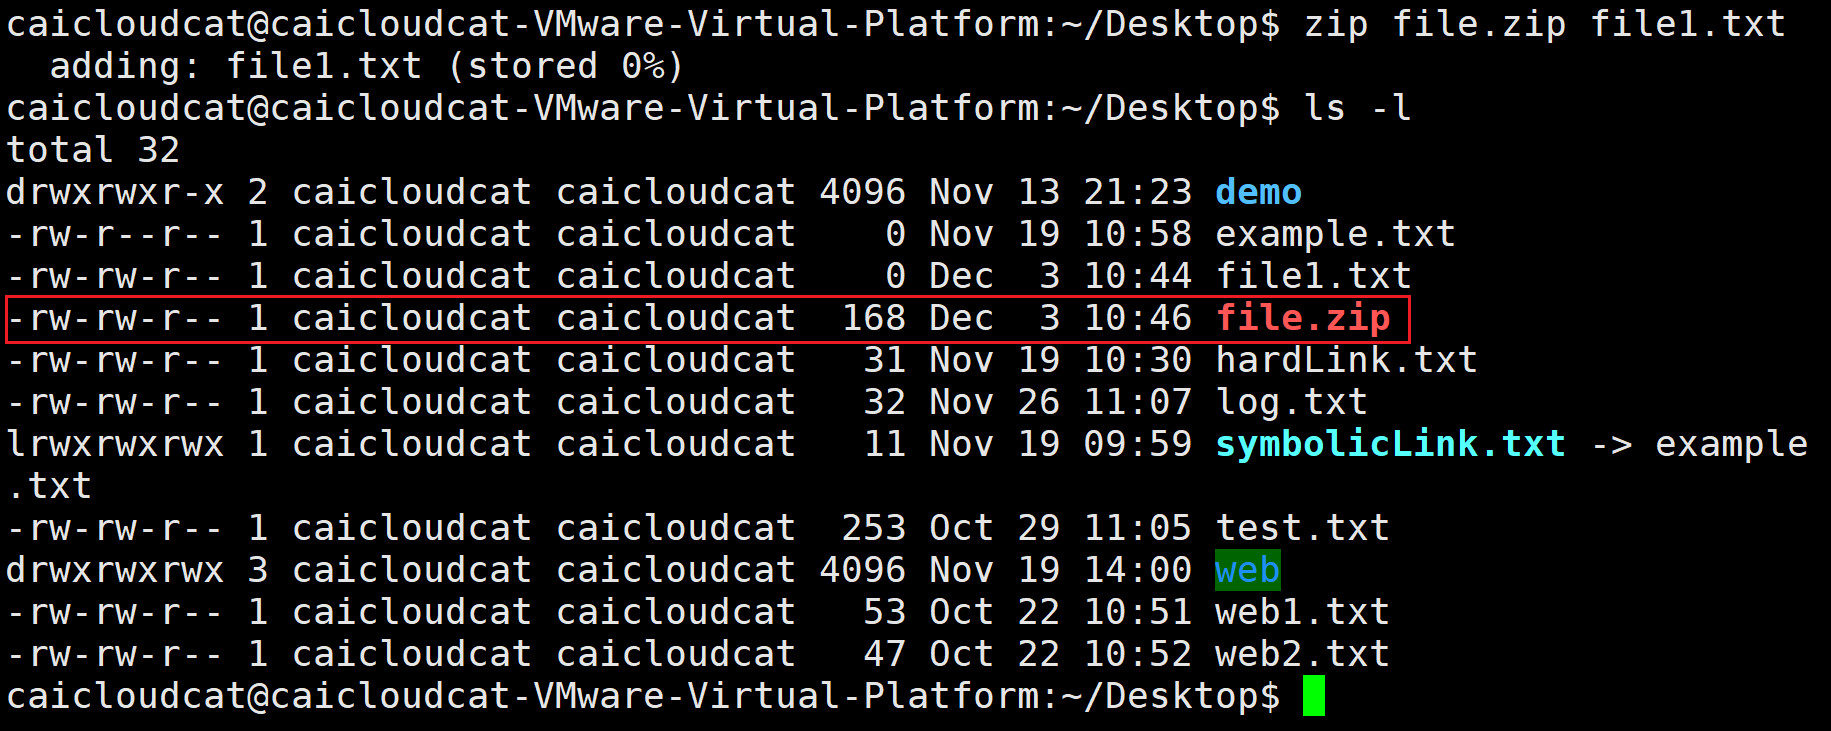 caicloudcat@caicloudcat-VMware-Virtual-Platform:~/Desktop$ zip file.zip file1.txt
  adding: file1.txt (stored 0%)
caicloudcat@caicloudcat-VMware-Virtual-Platform:~/Desktop$ ls -l
total 32
drwxrwxr-x 2 caicloudcat caicloudcat 4096 Nov 13 21:23 demo
-rw-r--r-- 1 caicloudcat caicloudcat    0 Nov 19 10:58 example.txt
-rw-rw-r-- 1 caicloudcat caicloudcat    0 Dec  3 10:44 file1.txt
-rw-rw-r-- 1 caicloudcat caicloudcat  168 Dec  3 10:46 file.zip
-rw-rw-r-- 1 caicloudcat caicloudcat   31 Nov 19 10:30 hardLink.txt
-rw-rw-r-- 1 caicloudcat caicloudcat   32 Nov 26 11:07 log.txt
lrwxrwxrwx 1 caicloudcat caicloudcat   11 Nov 19 09:59 symbolicLink.txt -> example
.txt
-rw-rw-r-- 1 caicloudcat caicloudcat  253 Oct 29 11:05 test.txt
drwxrwxrwx 3 caicloudcat caicloudcat 4096 Nov 19 14:00 web
-rw-rw-r-- 1 caicloudcat caicloudcat   53 Oct 22 10:51 web1.txt
-rw-rw-r-- 1 caicloudcat caicloudcat   47 Oct 22 10:52 web2.txt
caicloudcat@caicloudcat-VMware-Virtual-Platform:~/Desktop$